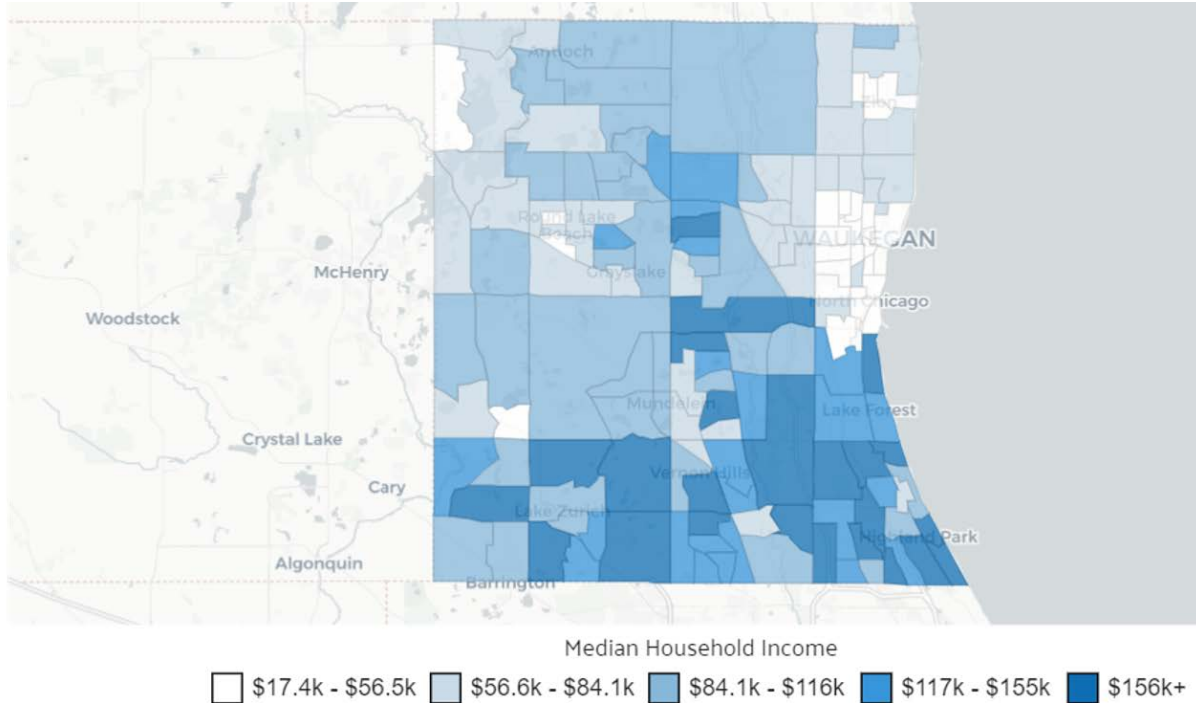 Antioch
Zion
Round Lake
Beach
WAUKEGAN
McHenry
Grayslake
North Chicago
Woodstock
Mundelein
Lake Forest
Crystal Lake
Vernon Hills
Cary
Lake Zurich
Highland Park
Algonquin
Barrington
Median Household Income
$17.4k - $56.5k $56.6k - $84.1k $84.1k - $116k $117k - $155k $156k+